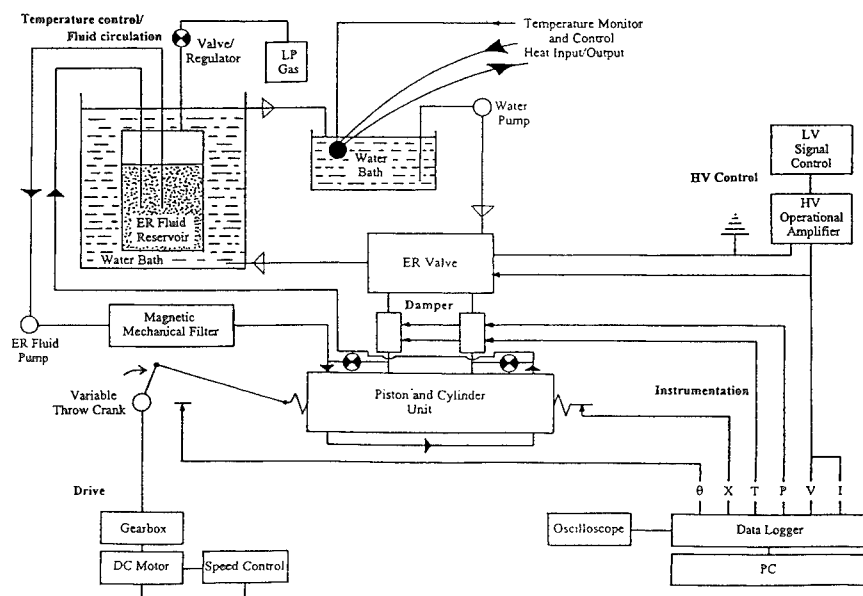 Temperature control/
Fluid circulation
Valve/
Regulator
LP
Gas
Temperature Monitor
and Control
Heat Input/Output
Water
Pump
Water
Bath
LV
Signal
Control
HV Control
HV
Operational
Amplifier
ER Fluid
Reservoir
Water Bath
ER Valve
Damper
Magnetic
Mechanical Filter
ER Fluid
Pump
Variable
Throw Crank
Piston and Cylinder
Unit
Instrumentation
Drive
θ X T P V I
Gearbox
Oscilloscope
Data Logger
DC Motor
Speed Control
PC